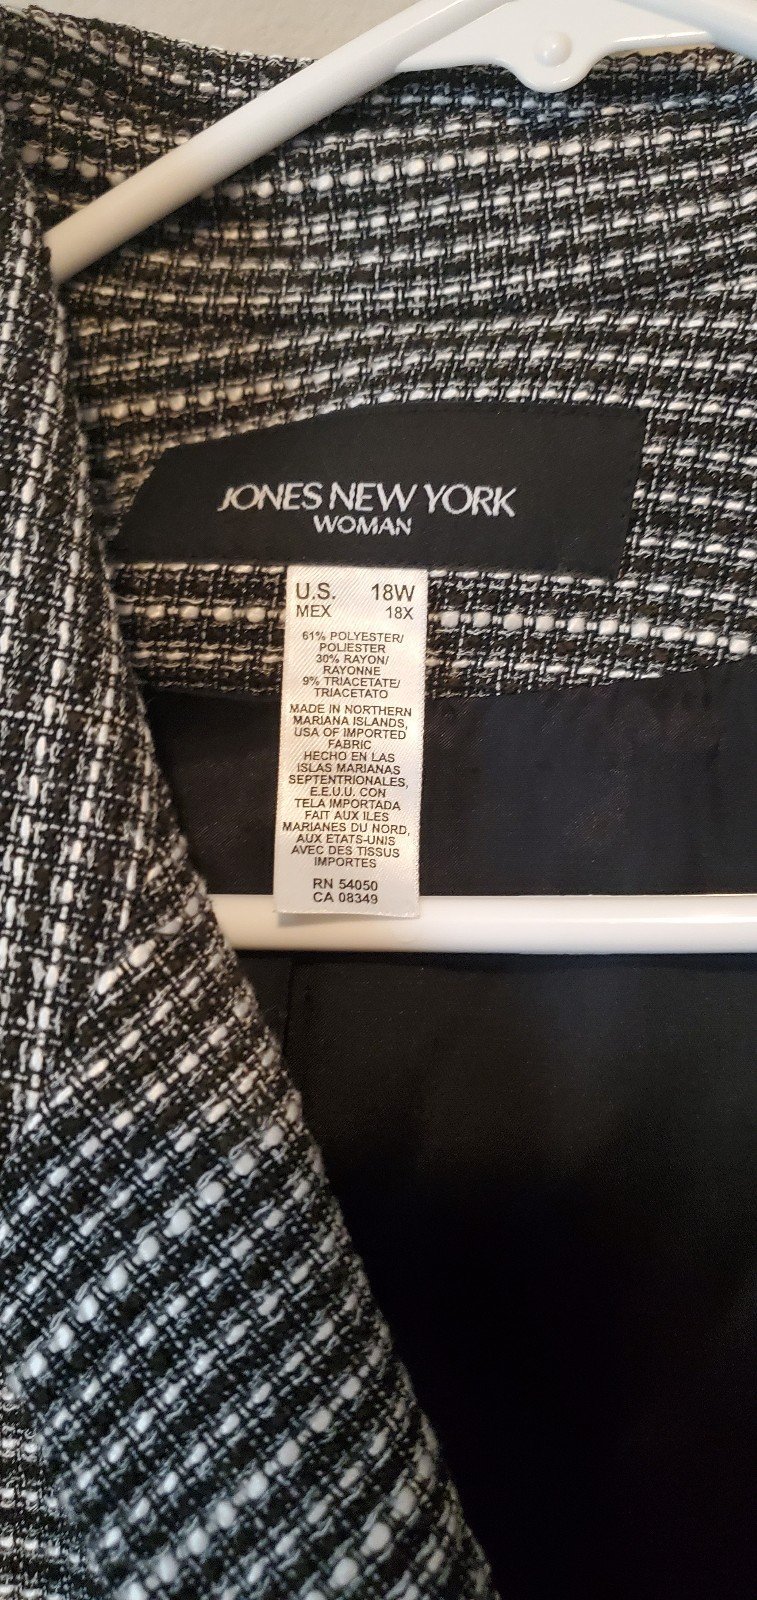 JONES NEW YORK
WOMAN
U.S. 18W
MEX 18X
61% POLYESTER/
POLIESTER
30% RAYON/
RAYONNE
9% TRIACETATE/
TRIACETATO
MADE IN NORTHERN
MARIANA ISLANDS,
USA OF IMPORTED
FABRIC
HECHO EN LAS
ISLAS MARIANAS
SEPTENTRIONALES,
E.E.U.U. CON
TELA IMPORTADA
FAIT AUX ILES
MARIANES DU NORD,
AUX ETATS-UNIS
AVEC DES TISSUS
IMPORTES
RN 54050
CA 08349